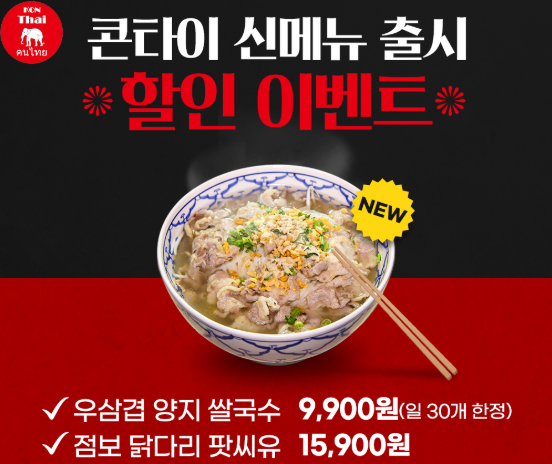 KON
Thai
คนไทย
콘타이 신메뉴 출시
할인 이벤트
NEW
우삼겹 양지 쌀국수 9,900원(일 30개 한정)
점보 닭다리 팟씨유 15,900원